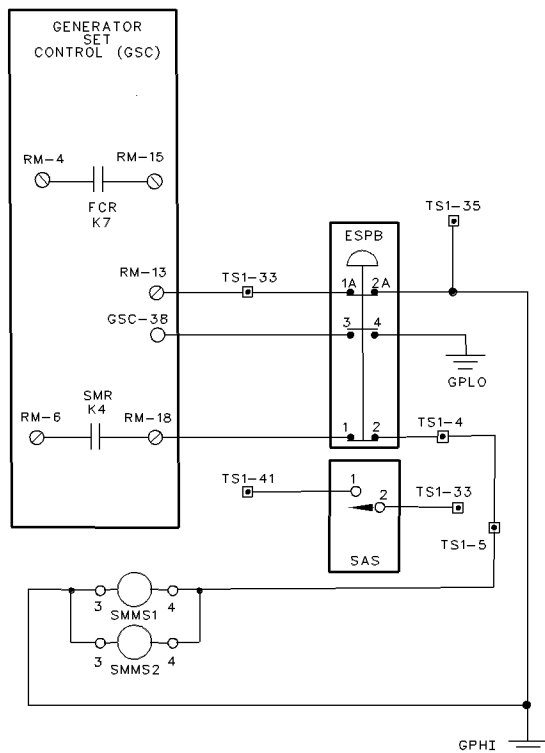 GENERATOR
SET
CONTROL (GSC)
RM-4
RM-15
FCR
K7
TS1-35
ESPB
RM-13
TS1-33
1A
2A
GSC-38
3
4
GPLO
SMR
K4
RM-6
RM-18
1
2
TS1-4
TS1-41
1
2
TS1-33
TS1-5
SAS
3
4
SMMS1
3
4
SMMS2
GPHI